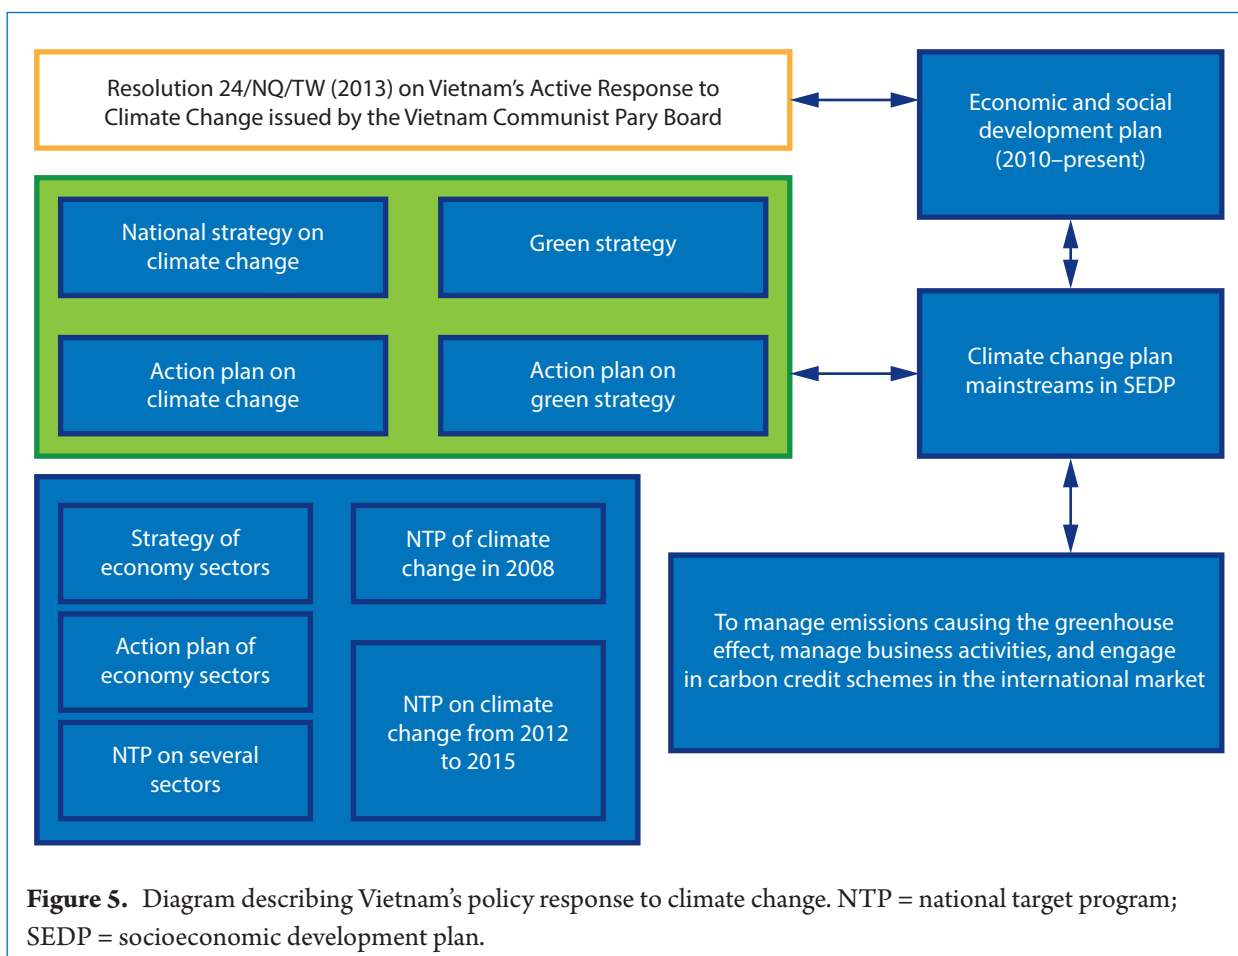 Resolution 24/NQ/TW (2013) on Vietnam’s Active Response to
Climate Change issued by the Vietnam Communist Pary Board
Economic and social
development plan
(2010–present)
National strategy on
climate change
Green strategy
Action plan on
climate change
Action plan on
green strategy
Climate change plan
mainstreams in SEDP
Strategy of
economy sectors
NTP of climate
change in 2008
Action plan of
economy sectors
NTP on climate
change from 2012
to 2015
NTP on several
sectors
To manage emissions causing the greenhouse
effect, manage business activities, and engage
in carbon credit schemes in the international market
Figure 5. Diagram describing Vietnam’s policy response to climate change. NTP = national target program;
SEDP = socioeconomic development plan.